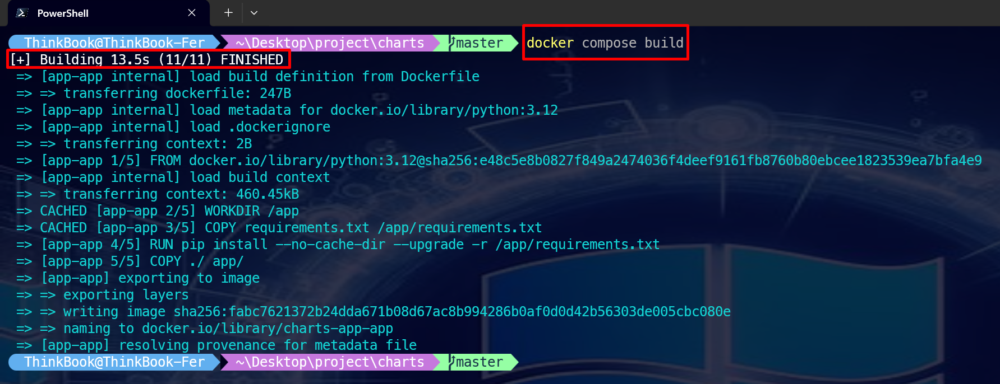 PowerShell
ThinkBook@ThinkBook-Fer ~\Desktop\project\charts master docker compose build
[+] Building 13.5s (11/11) FINISHED
=> [app-app internal] load build definition from Dockerfile
=> => transferring dockerfile: 247B
=> [app-app internal] load metadata for docker.io/library/python:3.12
=> [app-app internal] load .dockerignore
=> => transferring context: 2B
=> [app-app 1/5] FROM docker.io/library/python:3.12@sha256:e48c5e8b0827f849a2474036f4deef9161fb8760b80ebcee1823539ea7bfa4e9
=> [app-app internal] load build context
=> => transferring context: 460.45kB
=> CACHED [app-app 2/5] WORKDIR /app
=> CACHED [app-app 3/5] COPY requirements.txt /app/requirements.txt
=> [app-app 4/5] RUN pip install --no-cache-dir --upgrade -r /app/requirements.txt
=> [app-app 5/5] COPY ./ app/
=> [app-app] exporting to image
=> => exporting layers
=> => writing image sha256:fabc7621372b24dda671b08d67ac8b994286b0af0d0d42b56303de005cbc080e
=> => naming to docker.io/library/charts-app-app
=> [app-app] resolving provenance for metadata file
ThinkBook@ThinkBook-Fer ~\Desktop\project\charts master